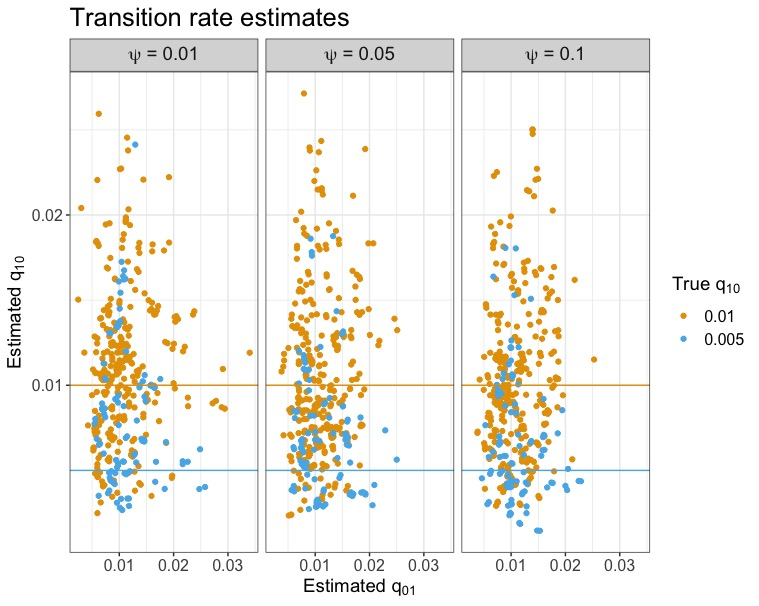 Transition rate estimates
ψ = 0.01 ψ = 0.05 ψ = 0.1
0.02
0.01
Estimated q₁₀
0.01 0.02 0.03 0.01 0.02 0.03 0.01 0.02 0.03
Estimated q₀₁
True q₁₀
0.01
0.005